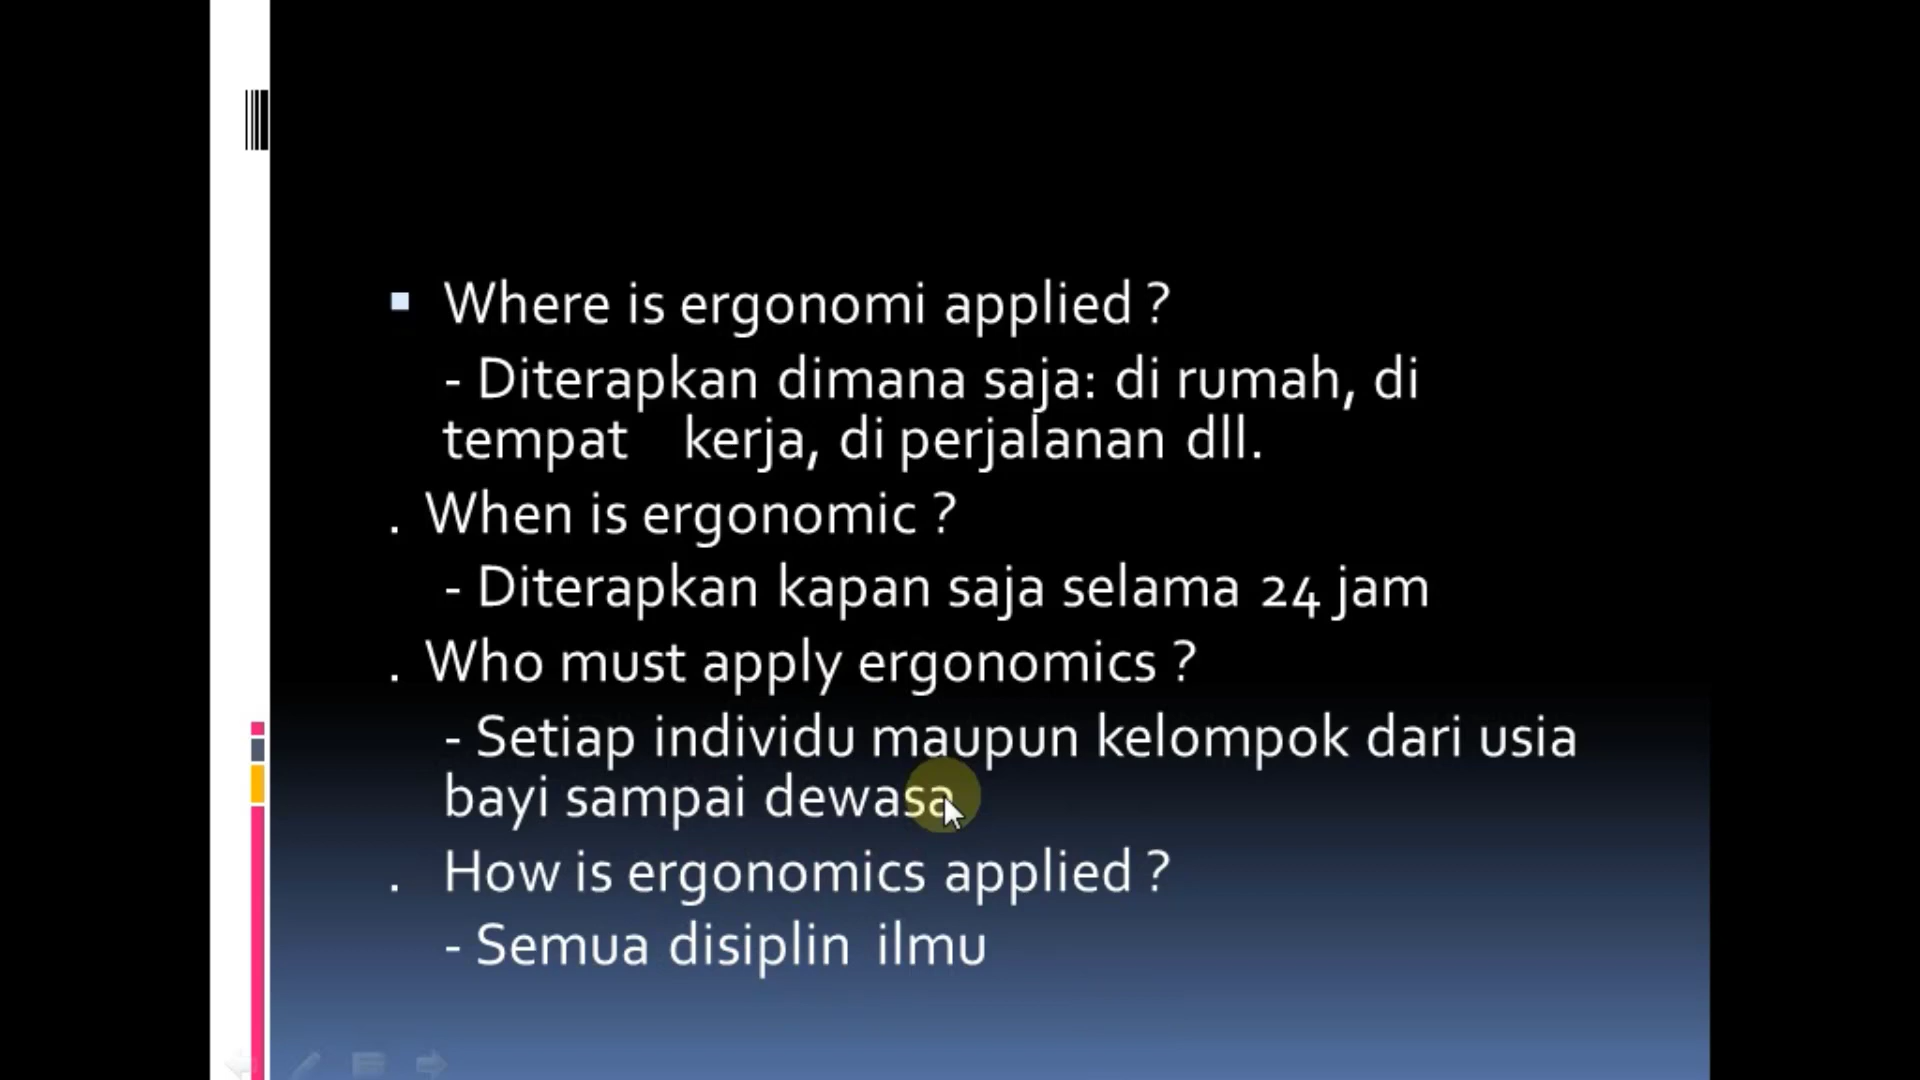 ▪ Where is ergonomi applied ?
- Diterapkan dimana saja: di rumah, di
tempat kerja, di perjalanan dll.
. When is ergonomic ?
- Diterapkan kapan saja selama 24 jam
. Who must apply ergonomics ?
- Setiap individu maupun kelompok dari usia
bayi sampai dewasa
. How is ergonomics applied ?
- Semua disiplin ilmu